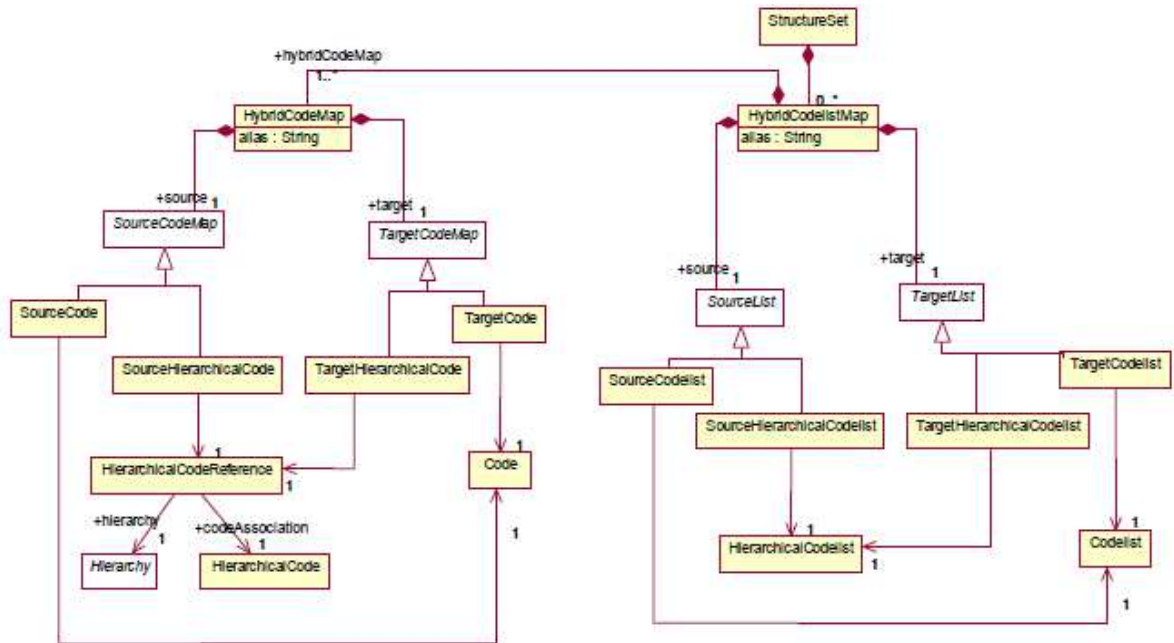 StructureSet
+hybridCodeMap
1..*
0..*
HybridCodeMap
alias : String
HybridCodelistMap
alias : String
+source
1
+target
1
SourceCodeMap
TargetCodeMap
+source
1
+target
1
SourceList
TargetList
SourceCode
TargetCode
SourceHierarchicalCode
TargetHierarchicalCode
SourceCodelist
TargetCodelist
SourceHierarchicalCodelist
TargetHierarchicalCodelist
1
1
HierarchicalCodeReference
1
Code
+hierarchy
1
+codeAssociation
1
1
Hierarchy
HierarchicalCode
1
1
HierarchicalCodelist
1
Codelist
1